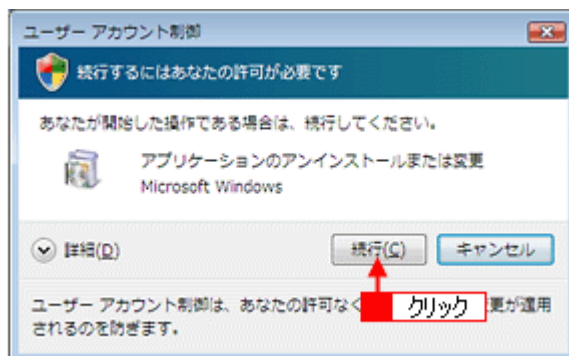 ユーザー アカウント制御
続行するにはあなたの許可が必要です
あなたが開始した操作である場合は、続行してください。
アプリケーションのアンインストールまたは変更
Microsoft Windows
詳細(D)
続行(C)
キャンセル
ユーザー アカウント制御は、あなたの許可なく
クリック
更が適用
されるのを防ぎます。